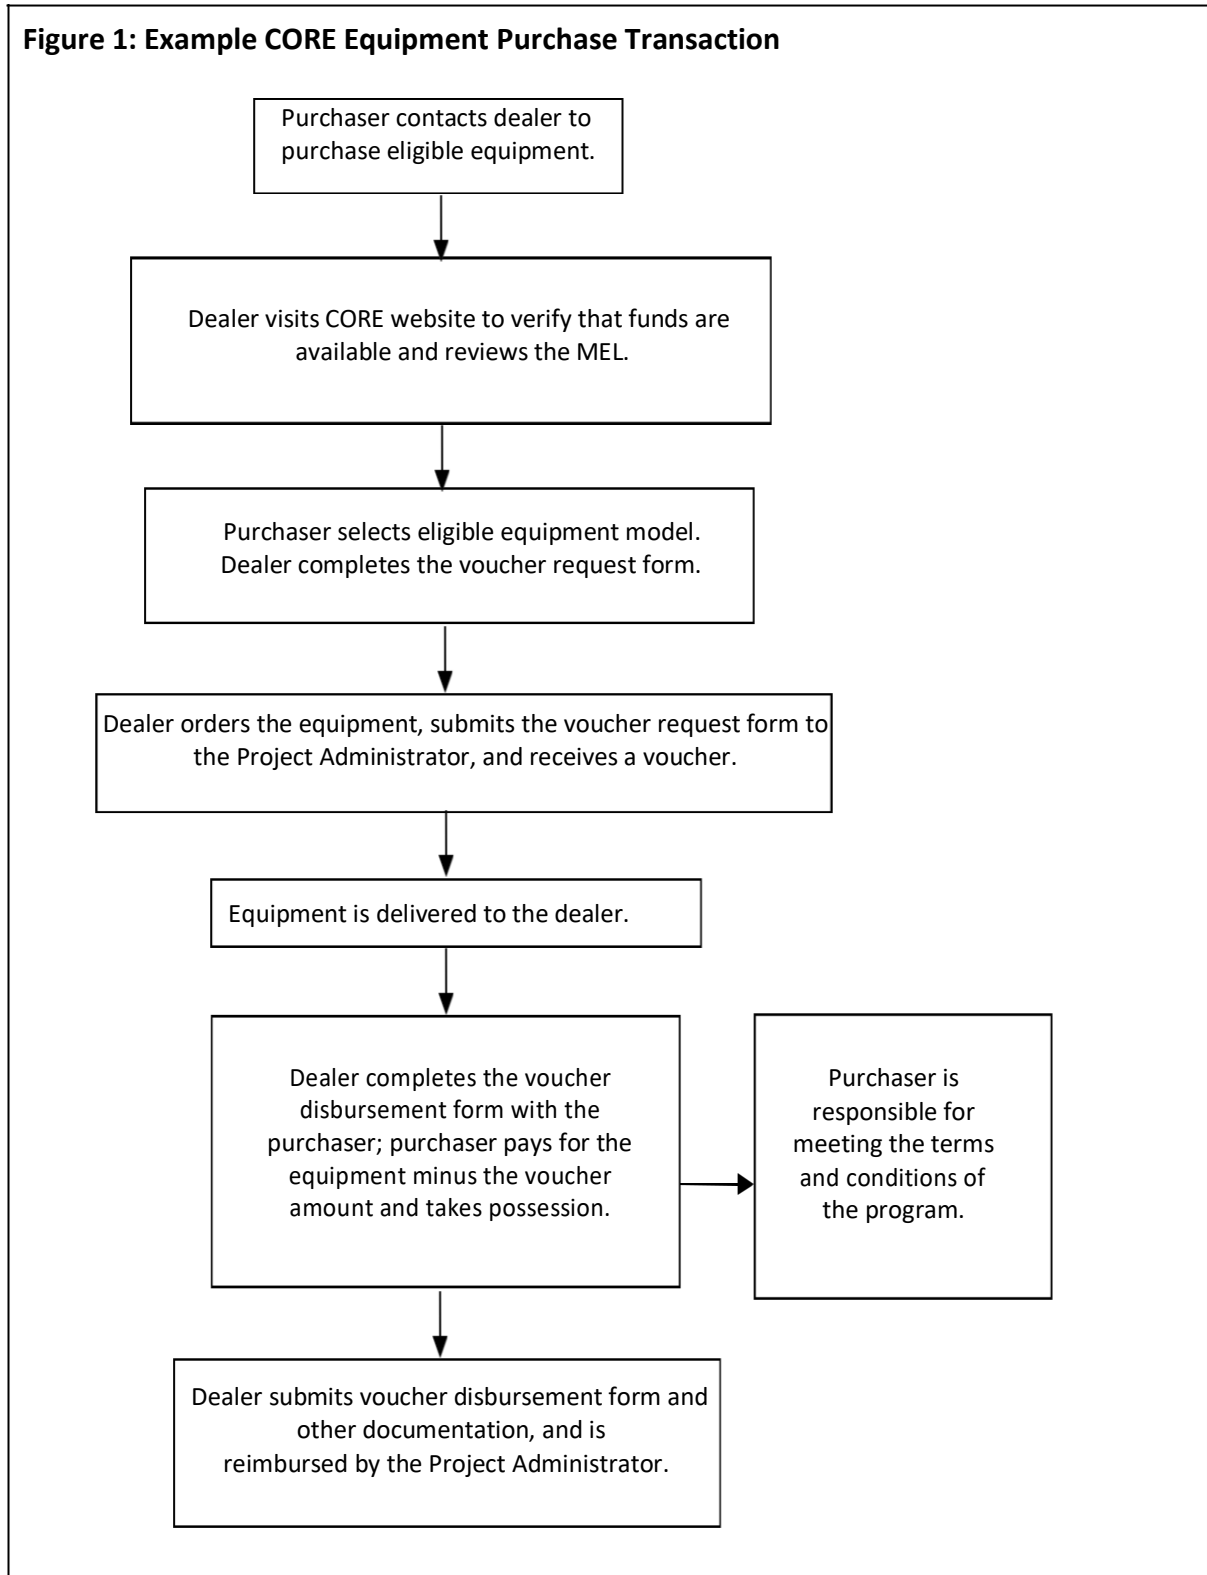 Figure 1: Example CORE Equipment Purchase Transaction
Purchaser contacts dealer to
purchase eligible equipment.
Dealer visits CORE website to verify that funds are
available and reviews the MEL.
Purchaser selects eligible equipment model.
Dealer completes the voucher request form.
Dealer orders the equipment, submits the voucher request form to
the Project Administrator, and receives a voucher.
Equipment is delivered to the dealer.
Dealer completes the voucher
disbursement form with the
purchaser; purchaser pays for the
equipment minus the voucher
amount and takes possession.
Purchaser is
responsible for
meeting the terms
and conditions of
the program.
Dealer submits voucher disbursement form and
other documentation, and is
reimbursed by the Project Administrator.